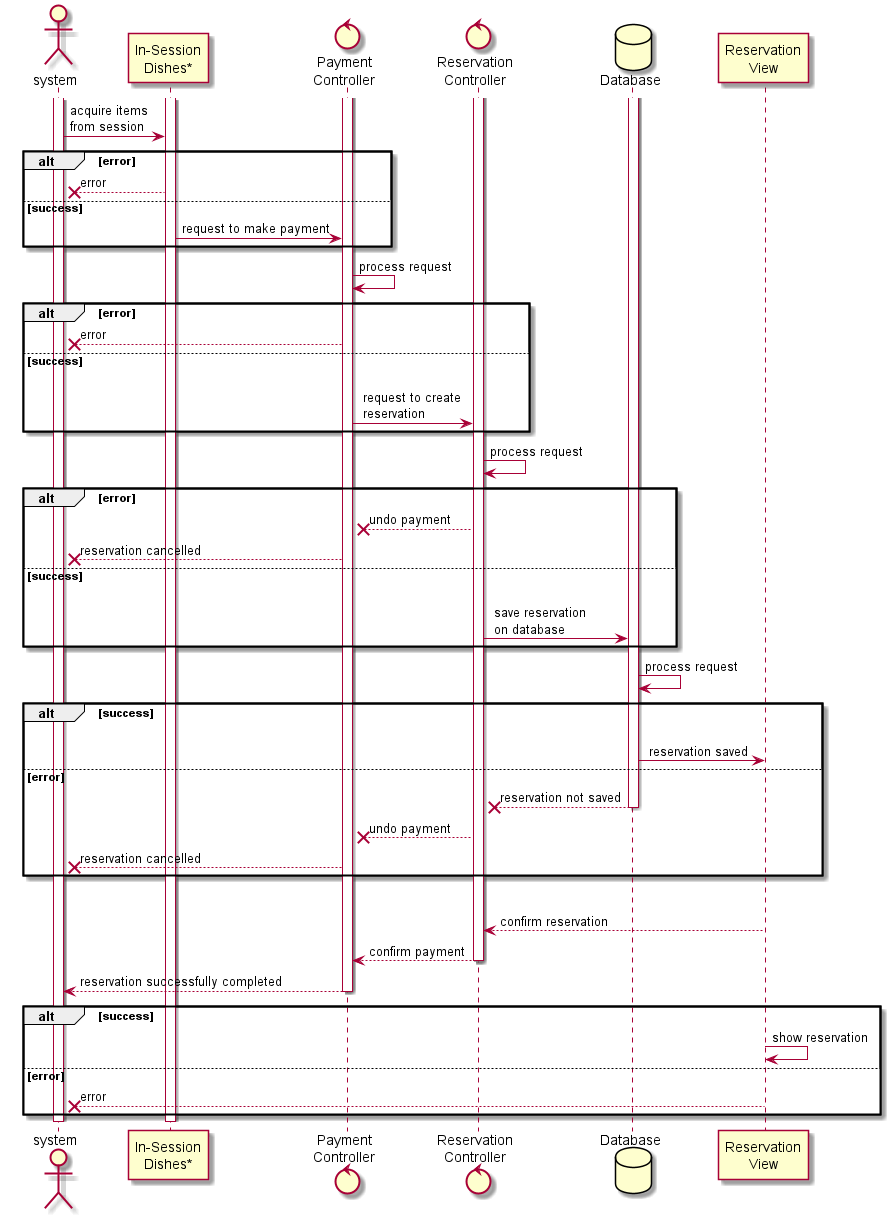 system
In-Session
Dishes*
Payment
Controller
Reservation
Controller
Database
Reservation
View
acquire items
from session
alt [error]
error
[success]
request to make payment
process request
alt [error]
error
[success]
request to create
reservation
process request
alt [error]
undo payment
reservation cancelled
[success]
save reservation
on database
process request
alt [success]
reservation saved
[error]
reservation not saved
undo payment
reservation cancelled
confirm reservation
confirm payment
reservation successfully completed
alt [success]
show reservation
[error]
error
system
In-Session
Dishes*
Payment
Controller
Reservation
Controller
Database
Reservation
View